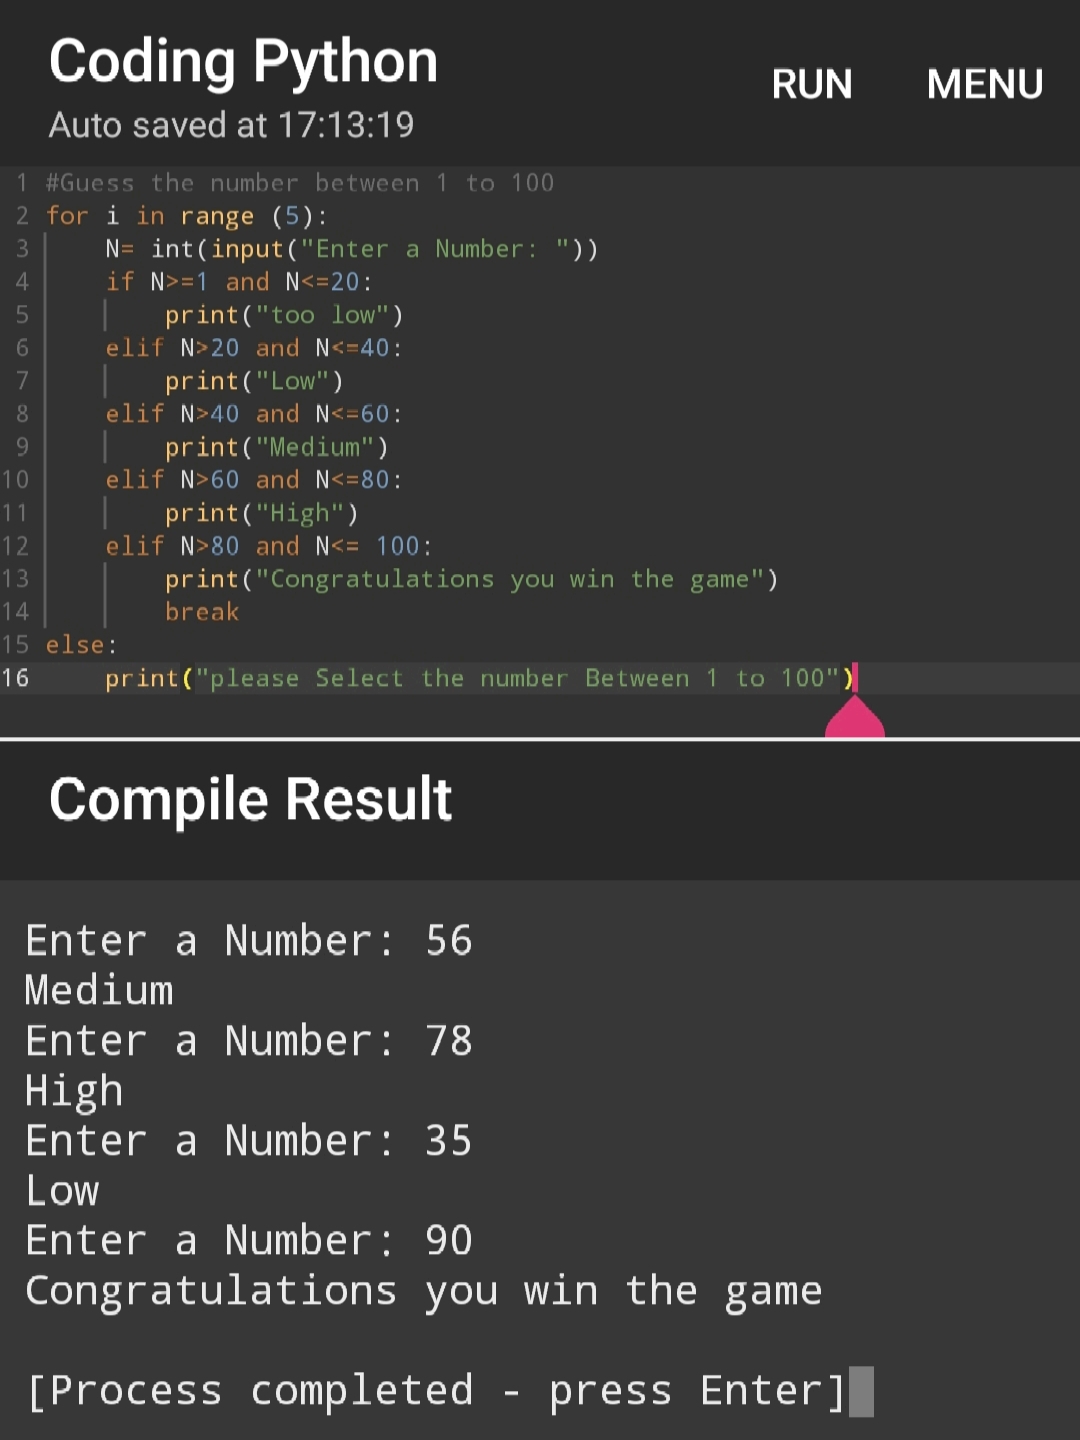 Coding Python
RUN MENU
Auto saved at 17:13:19
1 #Guess the number between 1 to 100
2 for i in range (5):
3     N= int(input("Enter a Number: "))
4     if N>=1 and N<=20:
5         print("too low")
6     elif N>20 and N<=40:
7         print("Low")
8     elif N>40 and N<=60:
9         print("Medium")
10     elif N>60 and N<=80:
11         print("High")
12     elif N>80 and N<= 100:
13         print("Congratulations you win the game")
14         break
15 else:
16     print("please Select the number Between 1 to 100")
Compile Result
Enter a Number: 56
Medium
Enter a Number: 78
High
Enter a Number: 35
Low
Enter a Number: 90
Congratulations you win the game
[Process completed - press Enter]